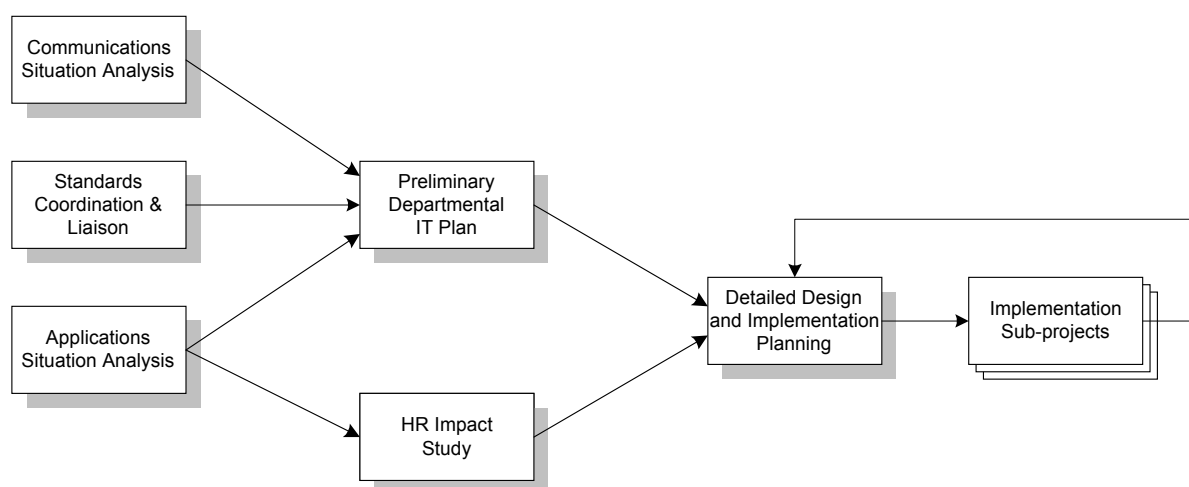 Communications
Situation Analysis
Standards
Coordination &
Liaison
Applications
Situation Analysis
Preliminary
Departmental
IT Plan
HR Impact
Study
Detailed Design
and Implementation
Planning
Implementation
Sub-projects